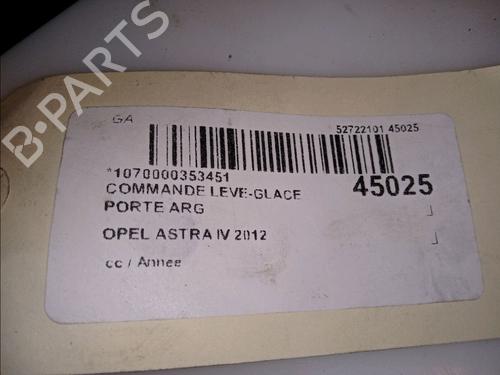 B-PARTS
GA
52722101 45025
*1070000353451
COMMANDE LEVE-GLACE
45025
PORTE ARG
OPEL ASTRA IV 2012
cc / Annee